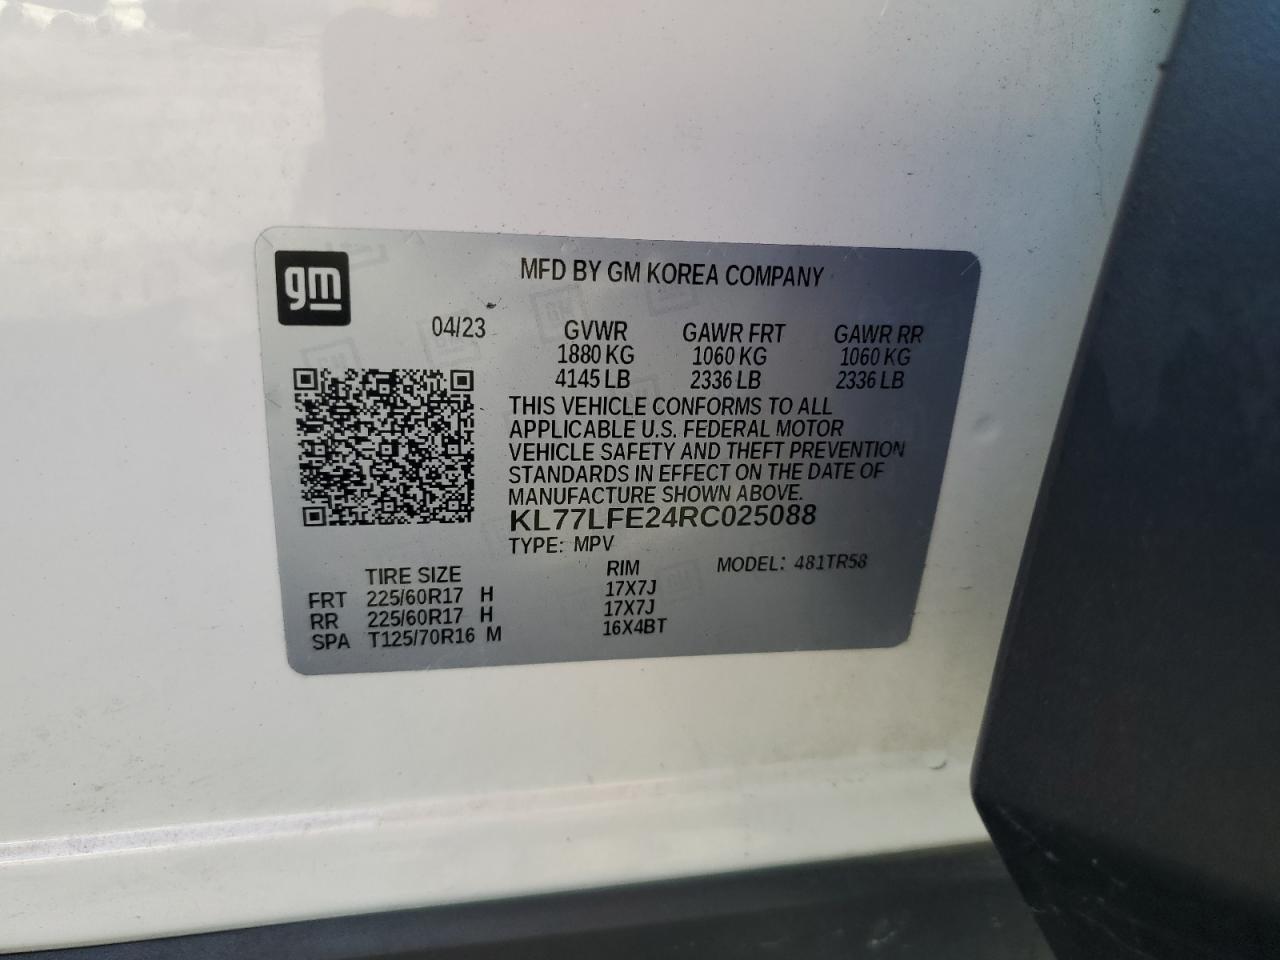 gm
MFD BY GM KOREA COMPANY
04/23 GVWR GAWR FRT GAWR RR
1880 KG 1060 KG 1060 KG
4145 LB 2336 LB 2336 LB
THIS VEHICLE CONFORMS TO ALL
APPLICABLE U.S. FEDERAL MOTOR
VEHICLE SAFETY AND THEFT PREVENTION
STANDARDS IN EFFECT ON THE DATE OF
MANUFACTURE SHOWN ABOVE.
KL77LFE24RC025088
TYPE: MPV
TIRE SIZE RIM MODEL: 481TR58
FRT 225/60R17 H 17X7J
RR 225/60R17 H 17X7J
SPA T125/70R16 M 16X4BT